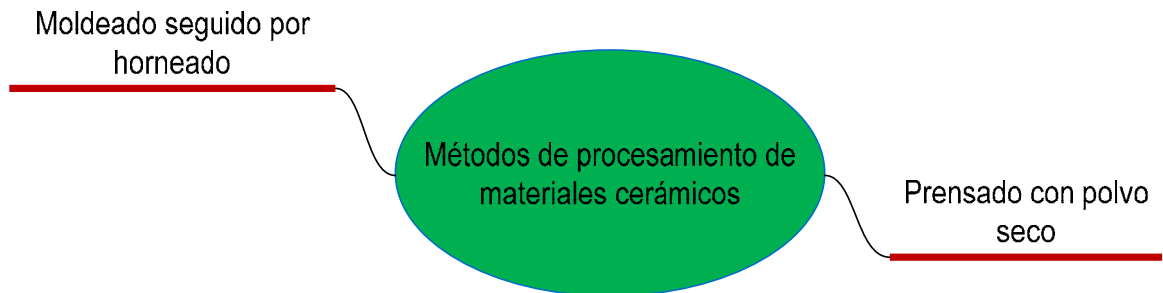 Moldeado seguido por
horneado
Métodos de procesamiento de
materiales cerámicos
Prensado con polvo
seco